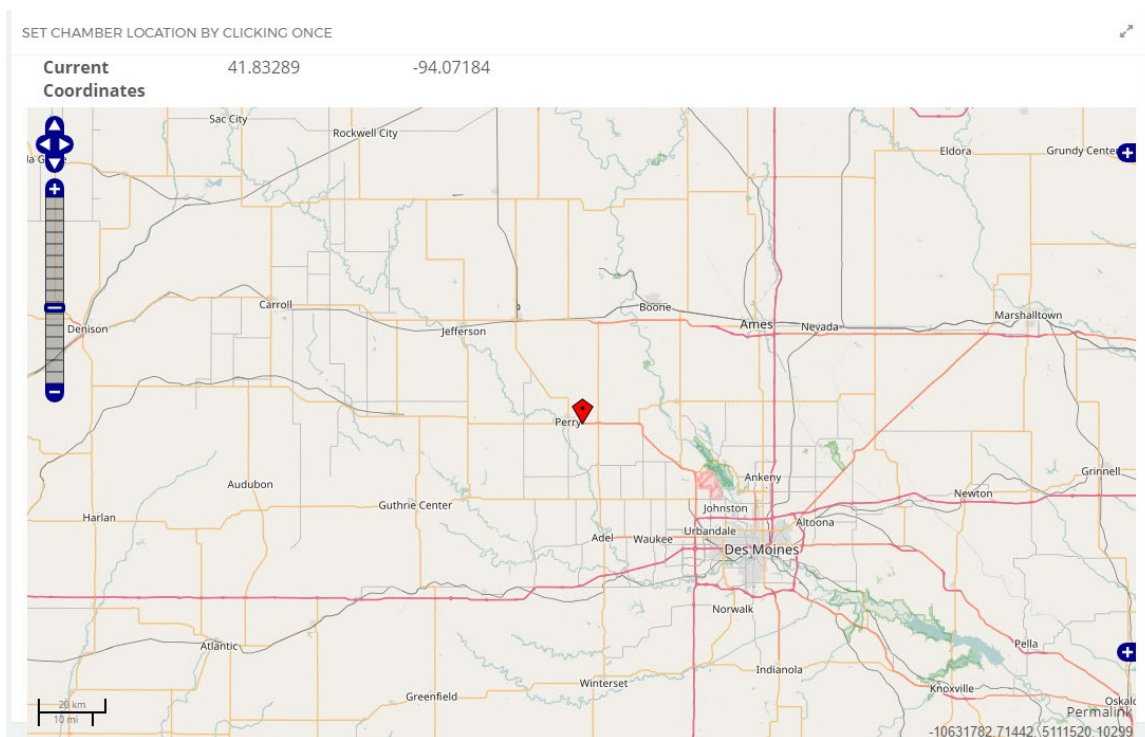 SET CHAMBER LOCATION BY CLICKING ONCE
Current Coordinates 41.83289 -94.07184
Sac City
Rockwell City
Eldora
Grundy Cente
Carroll
Boone
Denison
Jefferson
Ames
Nevada
Marshalltown
Perry
Audubon
Guthrie Center
Ankeny
Newton
Grinnell
Harlan
Johnston
Urbandale
Altoona
Adel
Waukee
Des Moines
Norwalk
Atlantic
Pella
Indianola
Winterset
Greenfield
Knoxville
Oskalo
20 km
10 mi
Permalink
-10631782.71442, 5111520.10299